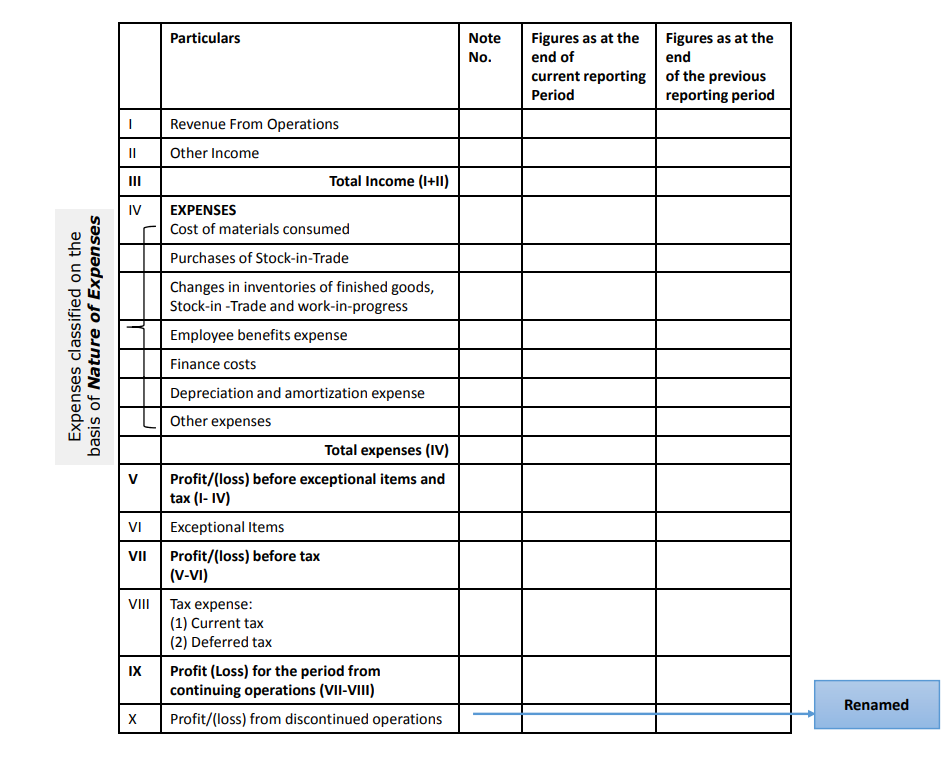 Particulars
Note
No.
Figures as at the
end of
current reporting
Period
Figures as at the
end
of the previous
reporting period
I
Revenue From Operations
II
Other Income
III
Total Income (I+II)
IV
EXPENSES
Cost of materials consumed
Purchases of Stock-in-Trade
Changes in inventories of finished goods,
Stock-in -Trade and work-in-progress
Employee benefits expense
Finance costs
Depreciation and amortization expense
Other expenses
Total expenses (IV)
Expenses classified on the
basis of Nature of Expenses
V
Profit/(loss) before exceptional items and
tax (I- IV)
VI
Exceptional Items
VII
Profit/(loss) before tax
(V-VI)
VIII
Tax expense:
(1) Current tax
(2) Deferred tax
IX
Profit (Loss) for the period from
continuing operations (VII-VIII)
X
Profit/(loss) from discontinued operations
Renamed